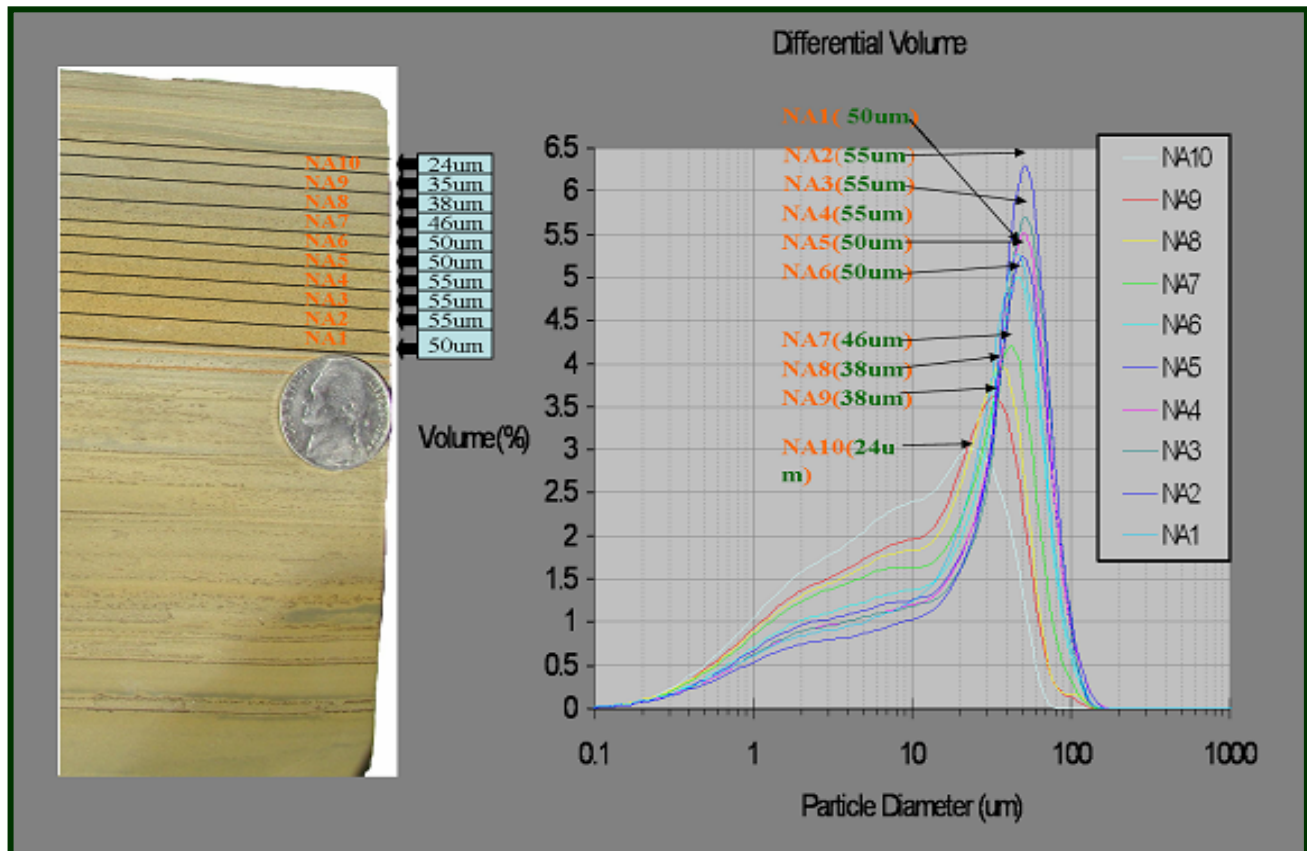 Differential Volume
NA10
NA9
NA8
NA7
NA6
NA5
NA4
NA3
NA2
NA1
24um
35um
38um
46um
50um
50um
55um
55um
55um
50um
NA1( 50um)
NA2(55um)
NA3(55um)
NA4(55um)
NA5(50um)
NA6(50um)
NA7(46um)
NA8(38um)
NA9(38um)
NA10(24u
m)
Volume(%)
6.5
6
5.5
5
4.5
4
3.5
3
2.5
2
1.5
1
0.5
0
0.1
1
10
100
1000
Particle Diameter (um)
NA10
NA9
NA8
NA7
NA6
NA5
NA4
NA3
NA2
NA1